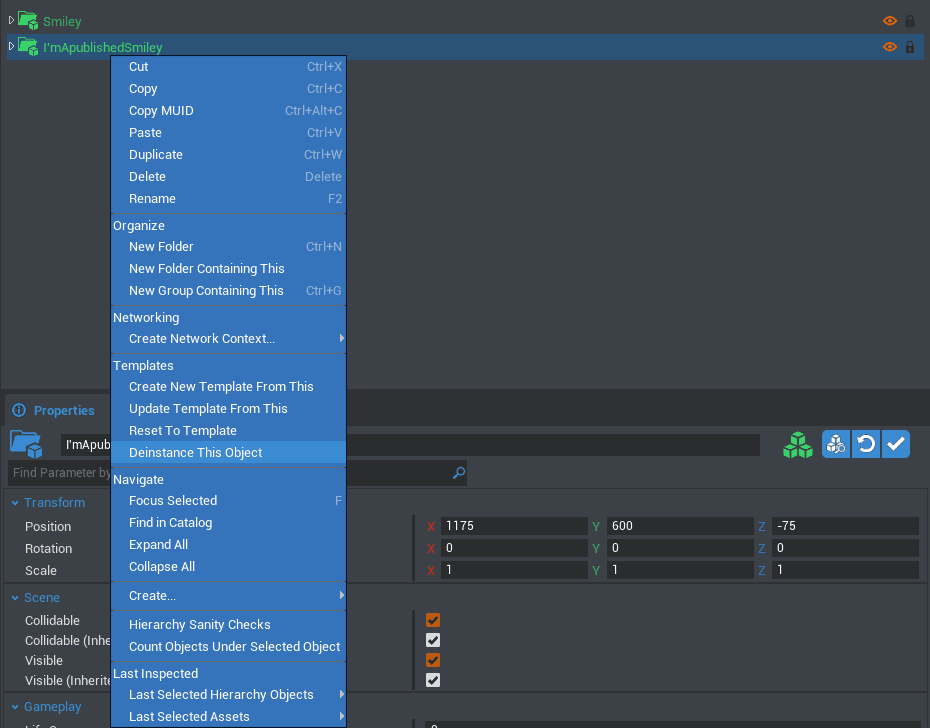 Smiley
I'mApublishedSmiley
Cut Ctrl+X
Copy Ctrl+C
Copy MUID Ctrl+Alt+C
Paste Ctrl+V
Duplicate Ctrl+W
Delete Delete
Rename F2
Organize
New Folder Ctrl+N
New Folder Containing This
New Group Containing This Ctrl+G
Networking
Create Network Context...
Templates
Create New Template From This
Update Template From This
Reset To Template
Deinstance This Object
Navigate
Focus Selected F
Find in Catalog
Expand All
Collapse All
Create...
Hierarchy Sanity Checks
Count Objects Under Selected Object
Last Inspected
Last Selected Hierarchy Objects
Last Selected Assets
Properties
I'mApub
Find Parameter by
Transform
Position X 1175 Y 600 Z -75
Rotation X 0 Y 0 Z 0
Scale X 1 Y 1 Z 1
Scene
Collidable
Collidable (Inhe
Visible
Visible (Inherite
Gameplay